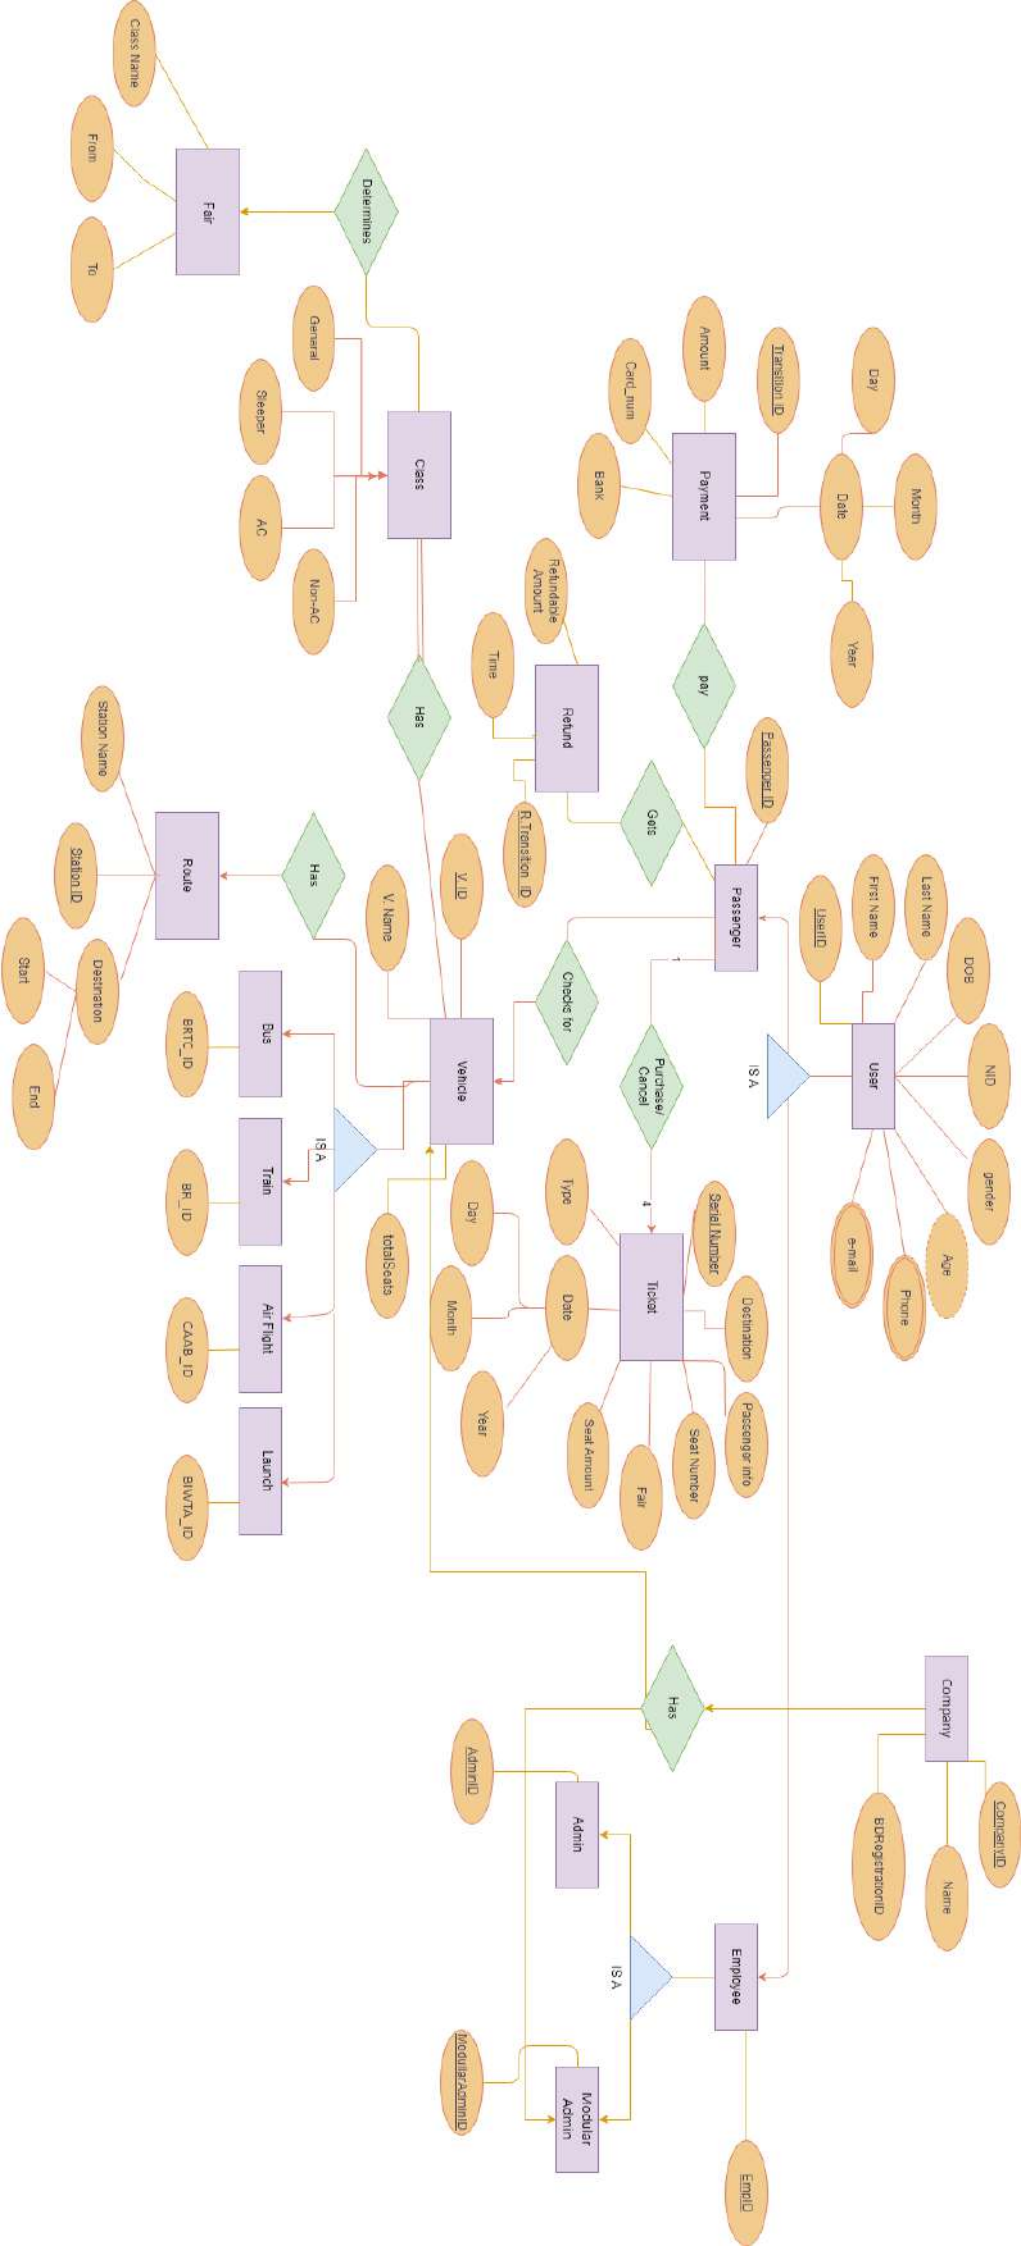 CompanyID
Name
BDRegistrationID
Company
Last Name
First Name
UserID
DOB
NID
gender
Age
Phone
e-mail
User
IS A
Day
Month
Year
Date
Transition ID
Amount
Card_num
Bank
Payment
pay
Passenger ID
Passenger
Refundable
Amount
Time
Refund
R.Transition_ID
Gets
Checks for
1
Purchase/
Cancel
4
Serial Number
Destination
Passenger info
Seat Number
Fair
Seat Amount
Type
Ticket
Date
Day
Month
Year
Has
Employee
EmpID
IS A
Admin
AdminID
Modular
Admin
ModularAdminID
Determines
Class Name
From
To
Fair
General
Sleeper
AC
Non-AC
Class
Has
V_ID
V. Name
Vehicle
totalSeats
Has
Station Name
Station ID
Destination
Start
End
Route
IS A
Bus
Train
Air Flight
Launch
BRTC_ID
BR_ID
CAAB_ID
BIWTA_ID